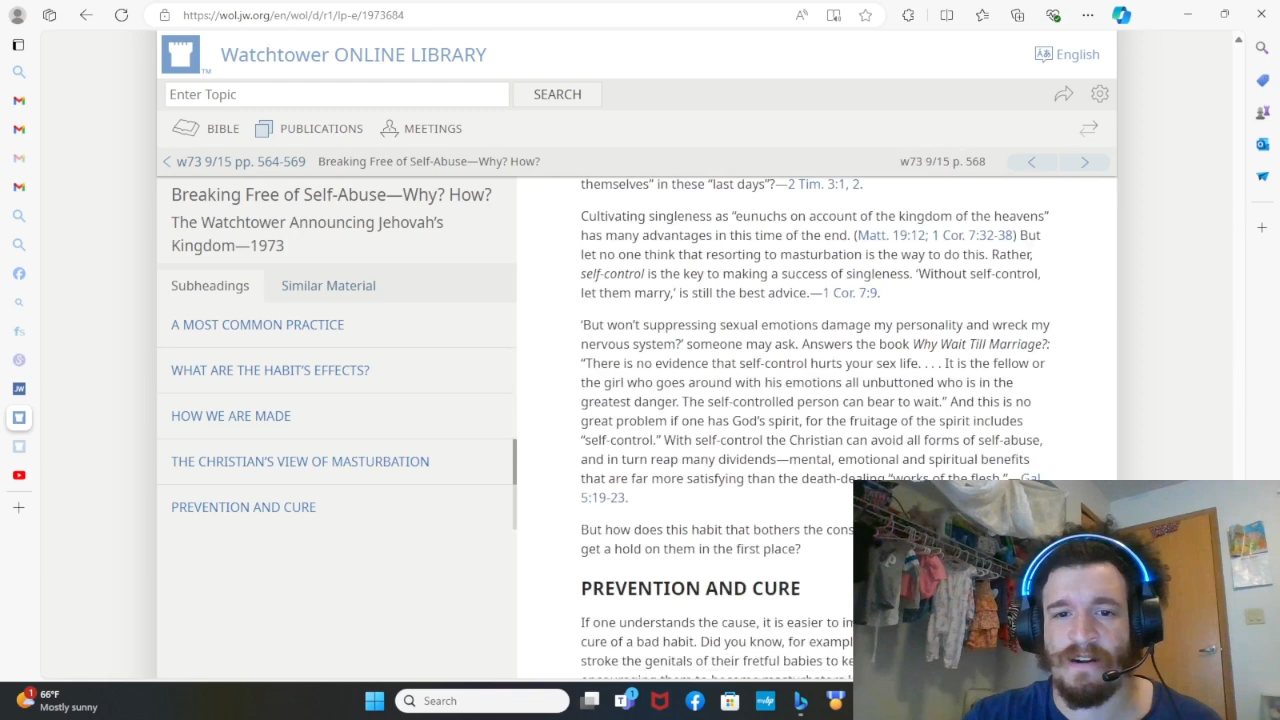 https://wol.jw.org/en/wol/d/r1/lp-e/1973684
Watchtower ONLINE LIBRARY
TM
English
Enter Topic
SEARCH
BIBLE
PUBLICATIONS
MEETINGS
w73 9/15 pp. 564-569
Breaking Free of Self-Abuse—Why? How?
w73 9/15 p. 568
Breaking Free of Self-Abuse—Why? How?
The Watchtower Announcing Jehovah’s
Kingdom—1973
Subheadings
Similar Material
A MOST COMMON PRACTICE
WHAT ARE THE HABIT’S EFFECTS?
HOW WE ARE MADE
THE CHRISTIAN’S VIEW OF MASTURBATION
PREVENTION AND CURE
themselves” in these “last days”?—2 Tim. 3:1, 2.
Cultivating singleness as “eunuchs on account of the kingdom of the heavens”
has many advantages in this time of the end. (Matt. 19:12; 1 Cor. 7:32-38) But
let no one think that resorting to masturbation is the way to do this. Rather,
self-control is the key to making a success of singleness. ‘Without self-control,
let them marry,’ is still the best advice.—1 Cor. 7:9.
‘But won’t suppressing sexual emotions damage my personality and wreck my
nervous system?’ someone may ask. Answers the book Why Wait Till Marriage?:
“There is no evidence that self-control hurts your sex life. . . . It is the fellow or
the girl who goes around with his emotions all unbuttoned who is in the
greatest danger. The self-controlled person can bear to wait.” And this is no
great problem if one has God’s spirit, for the fruitage of the spirit includes
“self-control.” With self-control the Christian can avoid all forms of self-abuse,
and in turn reap many dividends—mental, emotional and spiritual benefits
that are far more satisfying than the death-dealing “works of the flesh.”—Gal.
5:19-23.
But how does this habit that bothers the cons
get a hold on them in the first place?
PREVENTION AND CURE
If one understands the cause, it is easier to
cure of a bad habit. Did you know, for exampl
stroke the genitals of their fretful babies to
66°F
Mostly sunny
Search